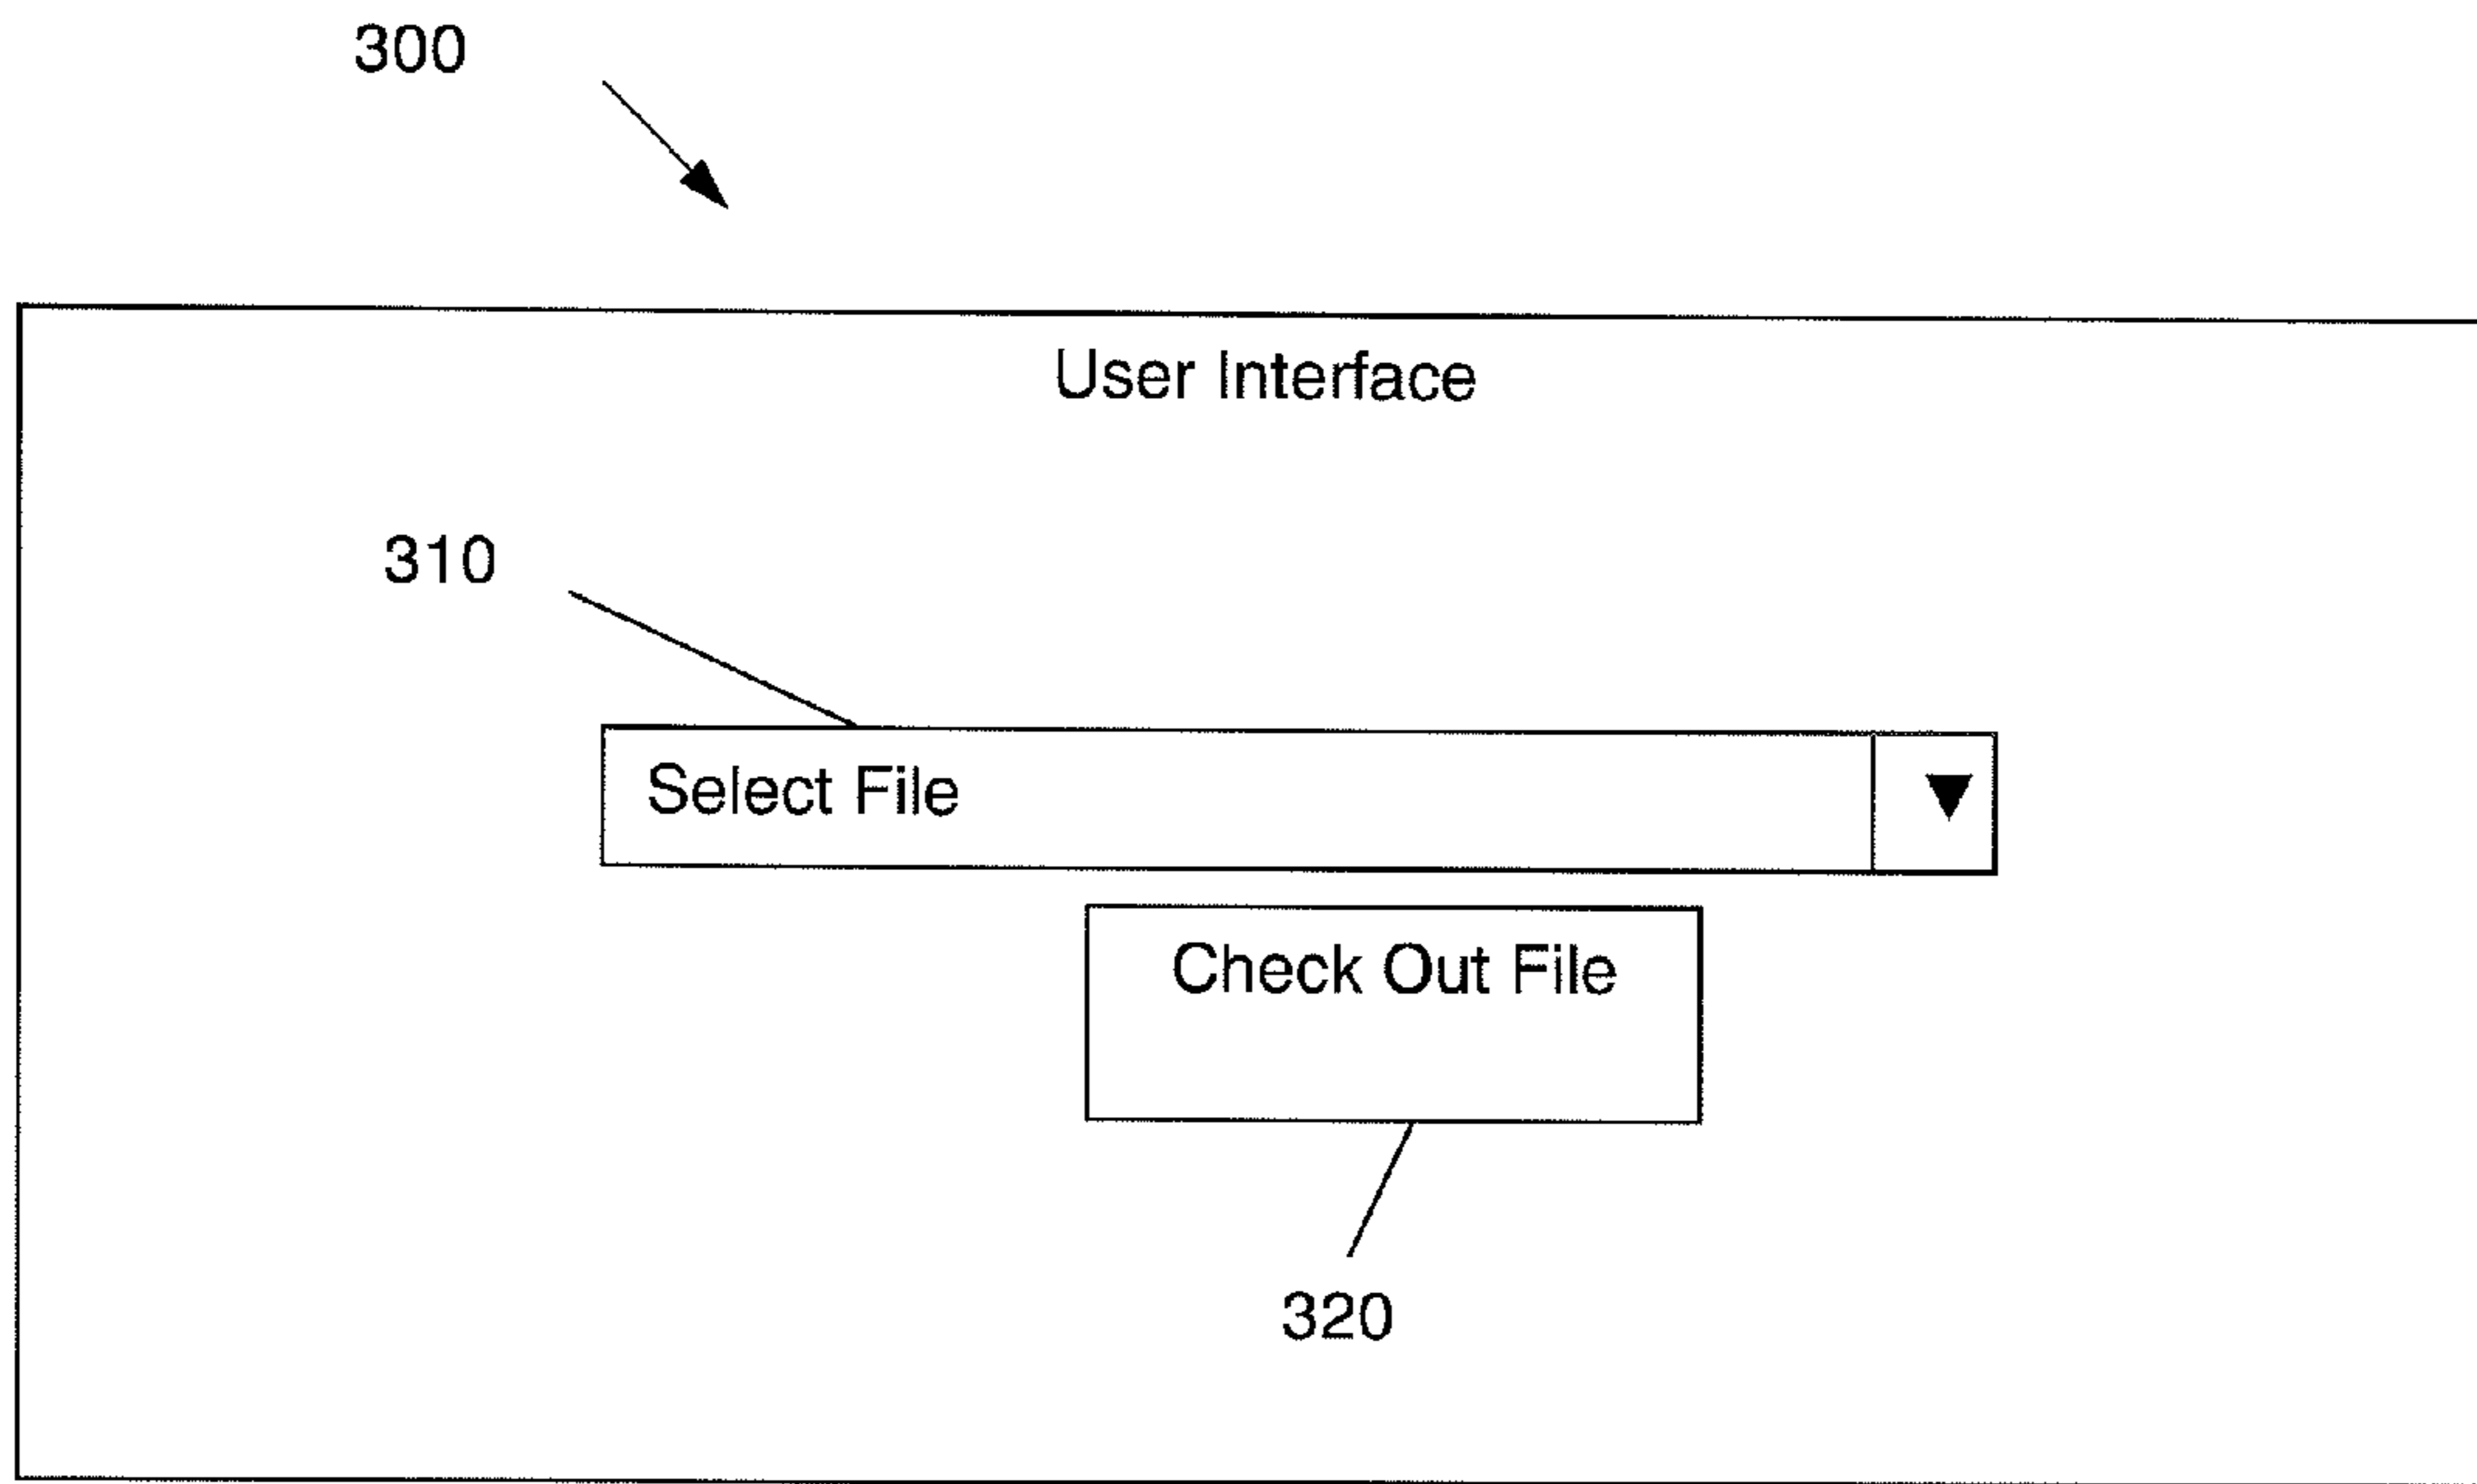 300
User Interface
310
Select File
Check Out File
320